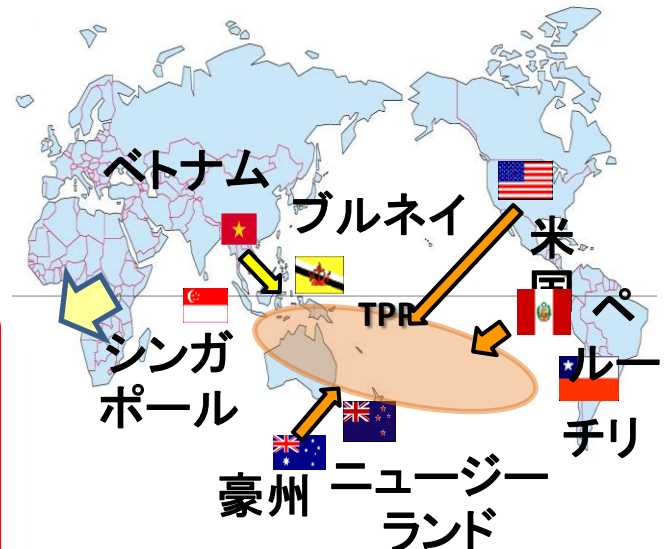 ベトナム
ブルネイ
米
国
TPP
ペ
ルー
シンガ
ポール
チリ
豪州
ニュージー
ランド